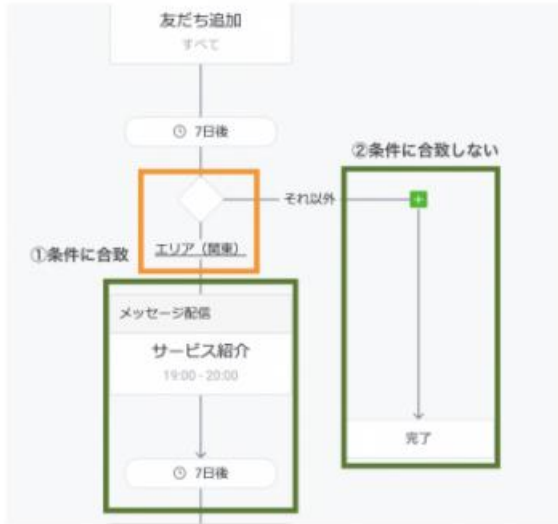 友だち追加
すべて
7日後
②条件に合致しない
それ以外
①条件に合致
エリア（関東）
メッセージ配信
サービス紹介
19:00 - 20:00
完了
7日後